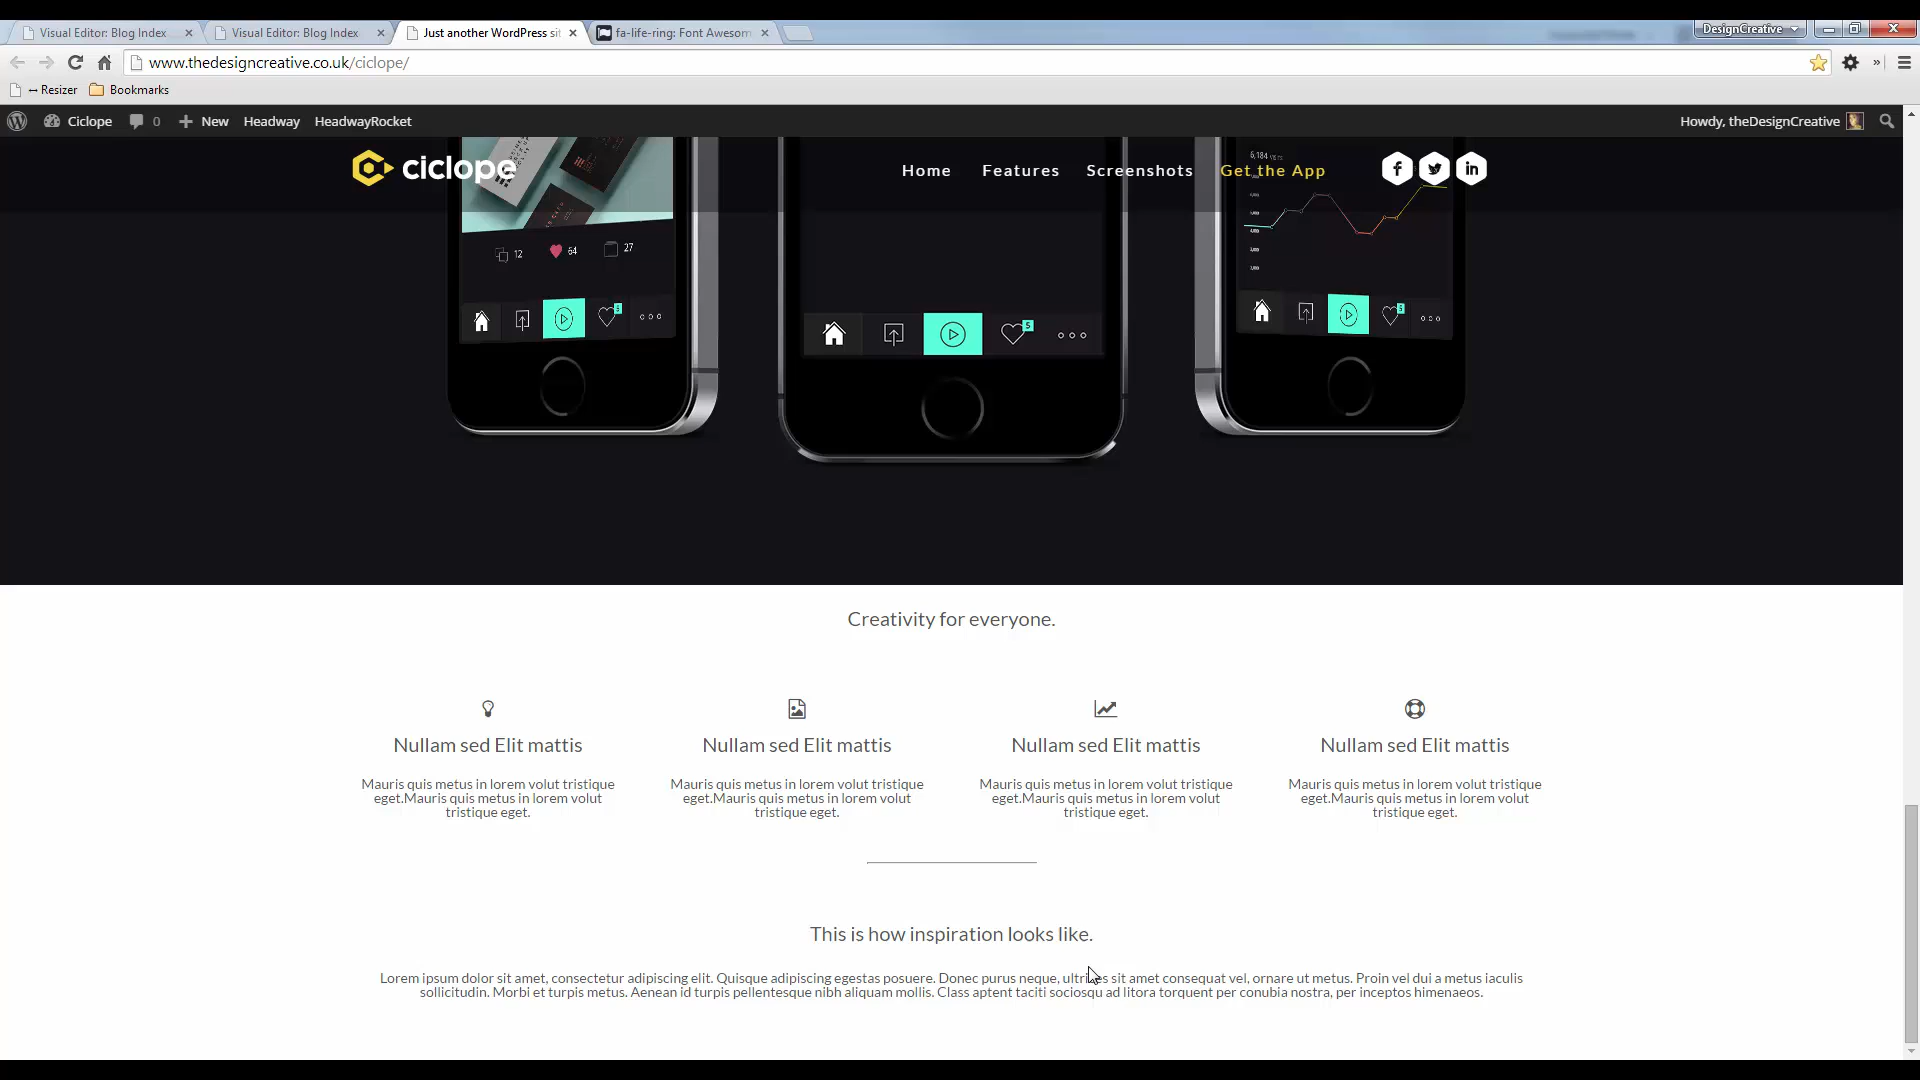 Visual Editor: Blog Index
Visual Editor: Blog Index
Just another WordPress sit
fa-life-ring: Font Awesom
DesignCreative
www.thedesigncreative.co.uk/ciclope/
»
↔ Resizer
Bookmarks
Ciclope
0
New
Headway
HeadwayRocket
Howdy, theDesignCreative
ciclope
Home
Features
Screenshots
Get the App
12
64
27
5
5
5
Creativity for everyone.
Nullam sed Elit mattis
Mauris quis metus in lorem volut tristique
eget.Mauris quis metus in lorem volut
tristique eget.
Nullam sed Elit mattis
Mauris quis metus in lorem volut tristique
eget.Mauris quis metus in lorem volut
tristique eget.
Nullam sed Elit mattis
Mauris quis metus in lorem volut tristique
eget.Mauris quis metus in lorem volut
tristique eget.
Nullam sed Elit mattis
Mauris quis metus in lorem volut tristique
eget.Mauris quis metus in lorem volut
tristique eget.
This is how inspiration looks like.
Lorem ipsum dolor sit amet, consectetur adipiscing elit. Quisque adipiscing egestas posuere. Donec purus neque, ultrices sit amet consequat vel, ornare ut metus. Proin vel dui a metus iaculis
sollicitudin. Morbi et turpis metus. Aenean id turpis pellentesque nibh aliquam mollis. Class aptent taciti sociosqu ad litora torquent per conubia nostra, per inceptos himenaeos.